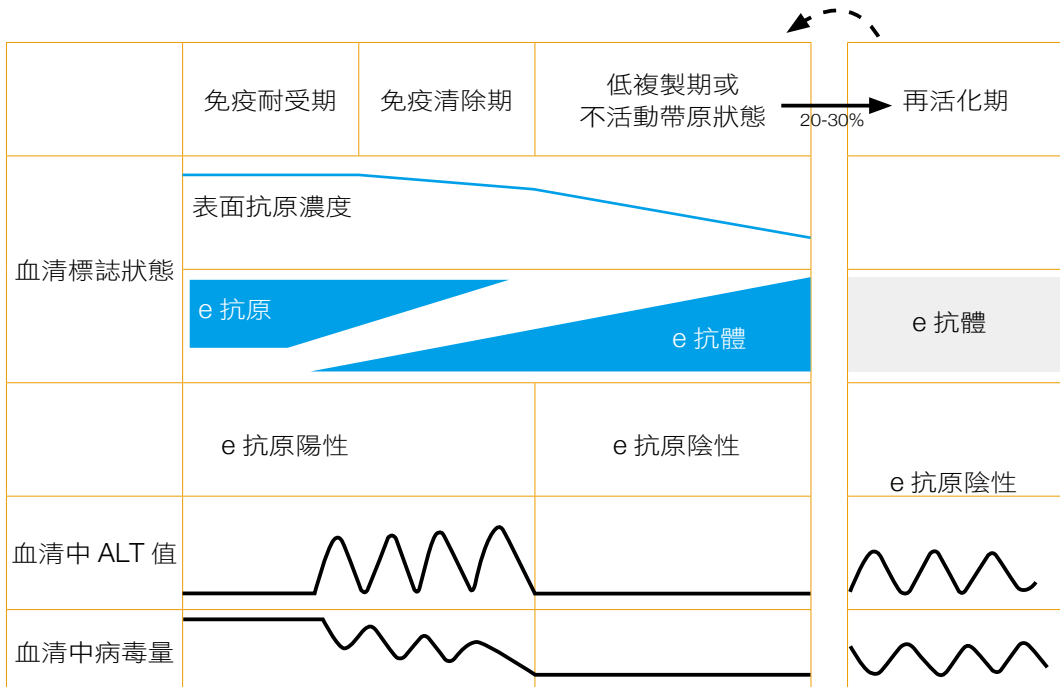 免疫耐受期
免疫清除期
低複製期或
不活動帶原狀態
20-30%
再活化期
血清標誌狀態
表面抗原濃度
e 抗原
e 抗體
e 抗體
e 抗原陽性
e 抗原陰性
e 抗原陰性
血清中 ALT 值
血清中病毒量